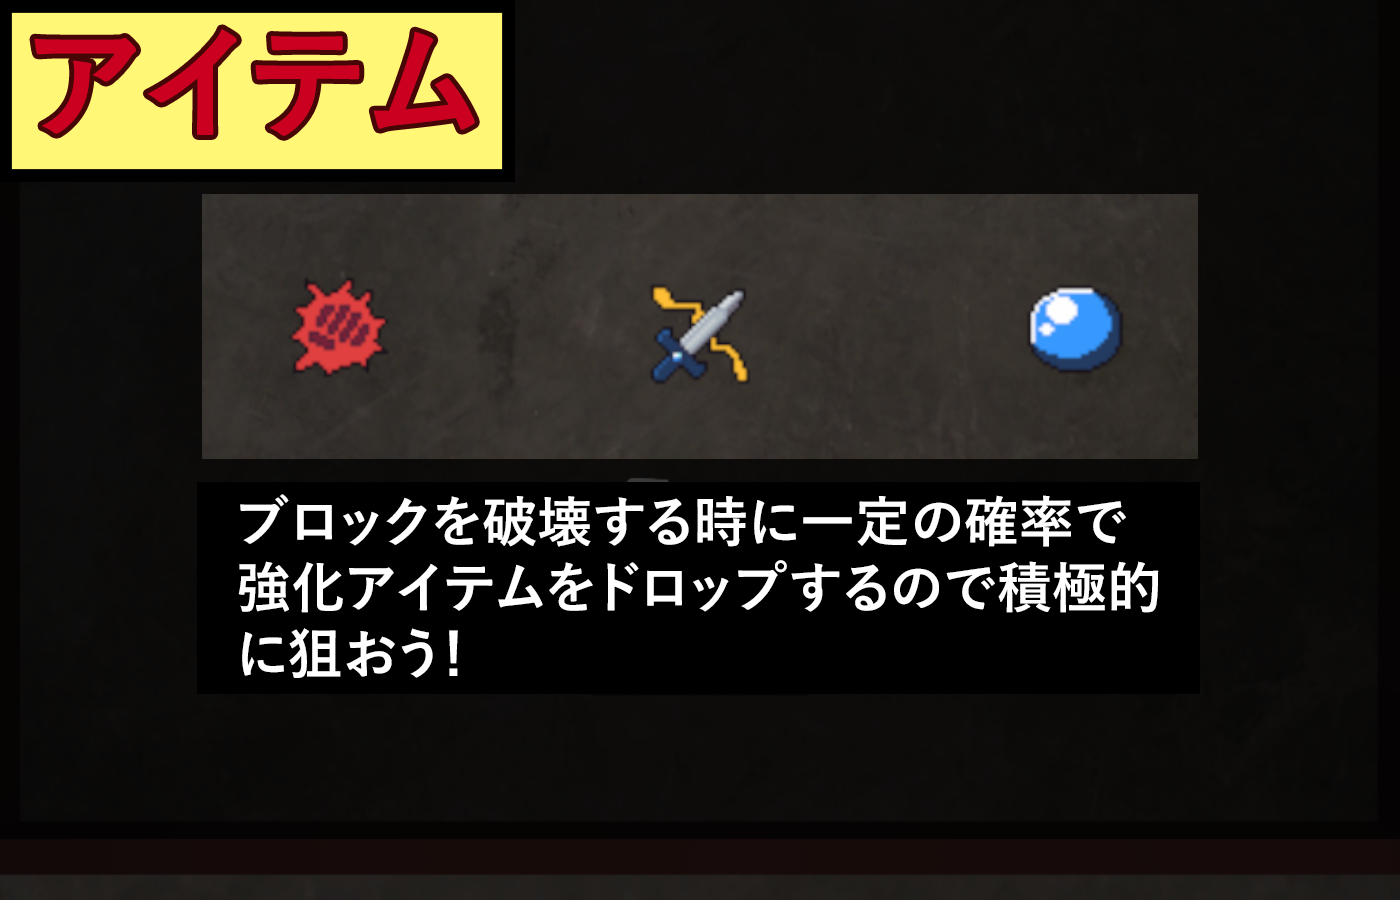 アイテム
ブロックを破壊する時に一定の確率で
強化アイテムをドロップするので積極的
に狙おう！